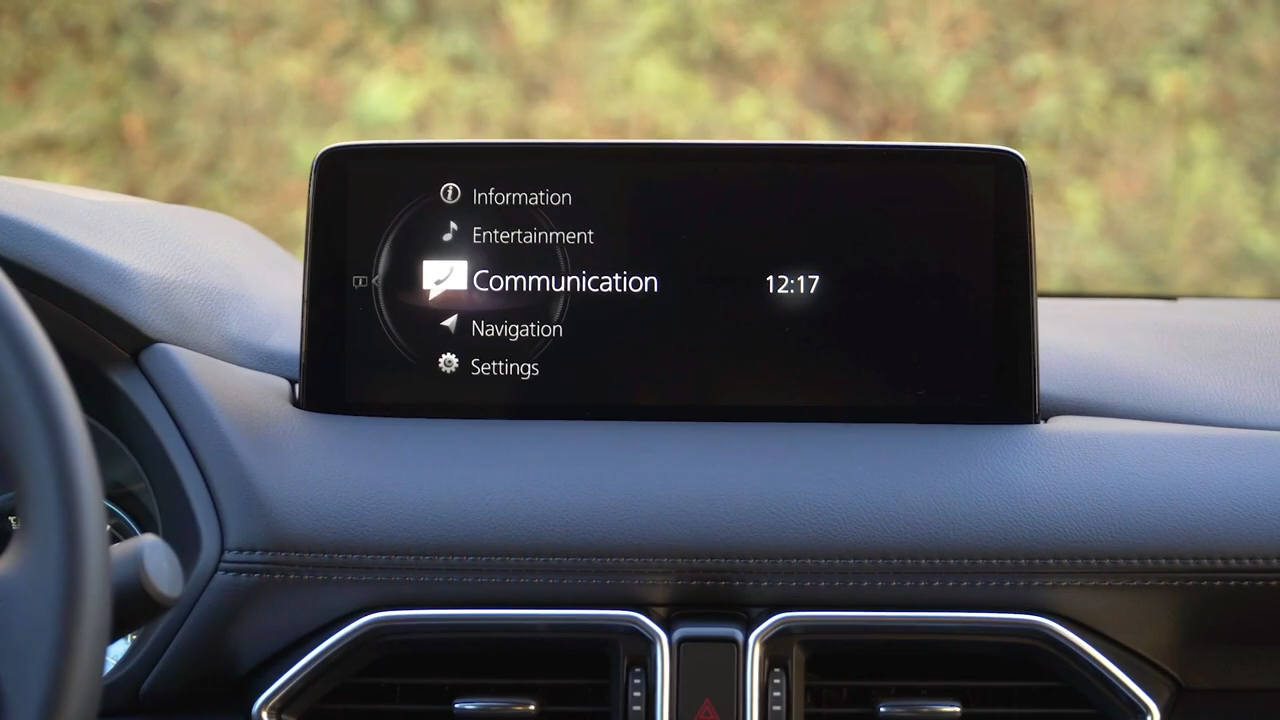 Information
Entertainment
Communication
12:17
Navigation
Settings